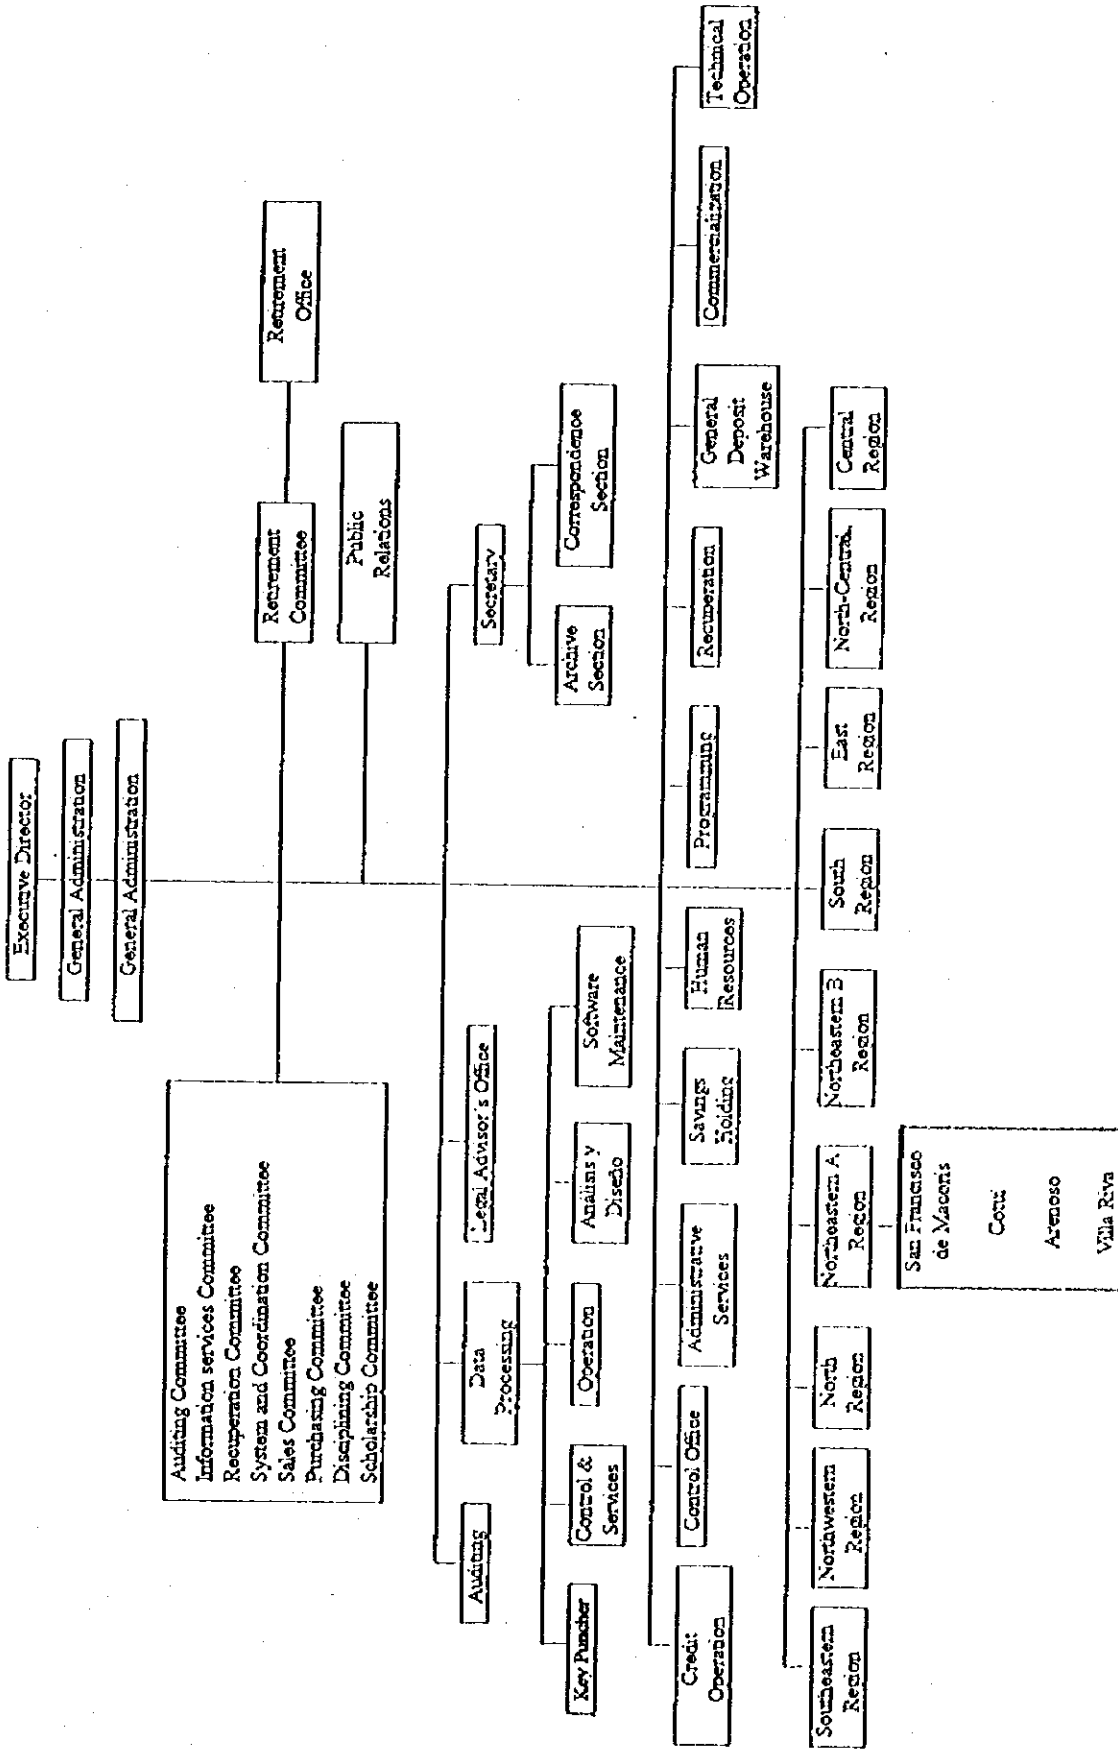 Executive Director
General Administration
General Administration
Auditing Committee
Information services Committee
Recuperation Committee
System and Coordination Committee
Sales Committee
Purchasing Committee
Disciplining Committee
Scholarship Committee
Retirement
Committee
Retirement
Office
Public
Relations
Auditing
Data
Processing
Legal Advisor's Office
Secretary
Key Puncher
Control &
Services
Operation
Análisis y
Diseño
Software
Maintenance
Archive
Section
Correspondence
Section
Credit
Operation
Control Office
Administrative
Services
Savings
Holding
Human
Resources
Programming
Recuperation
General
Deposit
Warehouse
Commercialization
Technical
Operation
Southeastern
Region
Northwestern
Region
North
Region
Northeastern A
Region
Northeastern B
Region
South
Region
East
Region
North-Central
Region
Central
Region
San Francisco
de Macoris
Cotui
Arenoso
Villa Riva